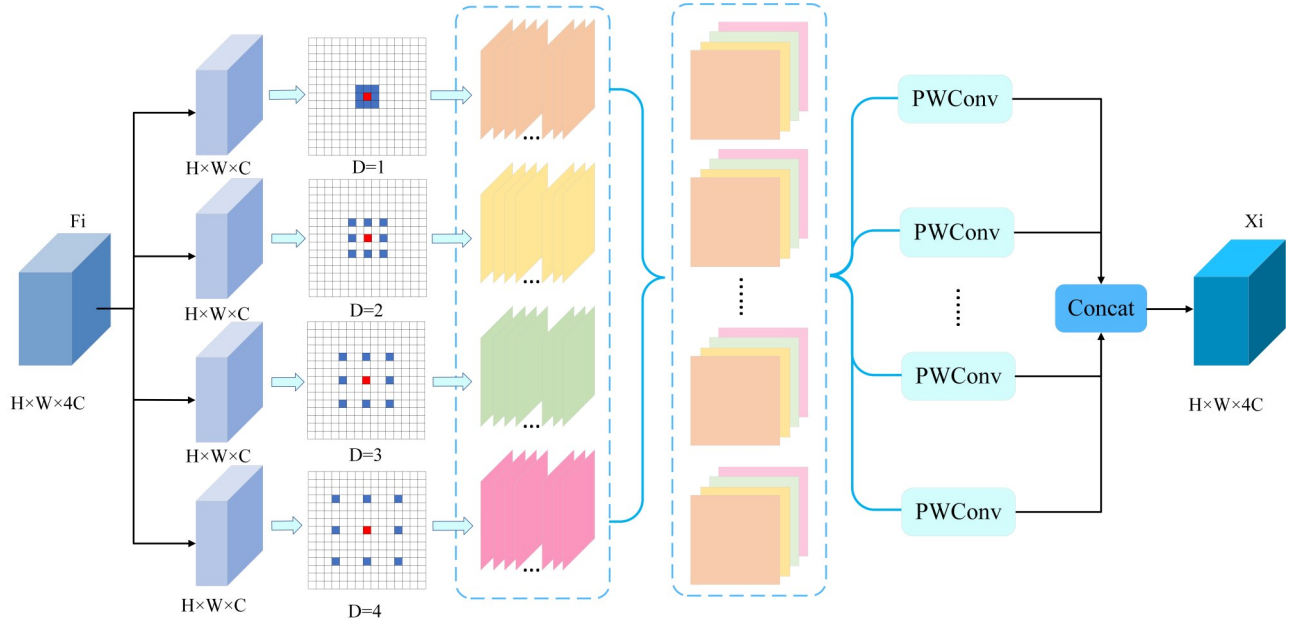 Fi
H×W×4C
H×W×C
H×W×C
H×W×C
H×W×C
D=1
D=2
D=3
D=4
...
...
...
...
......
PWConv
PWConv
......
PWConv
PWConv
Concat
Xi
H×W×4C